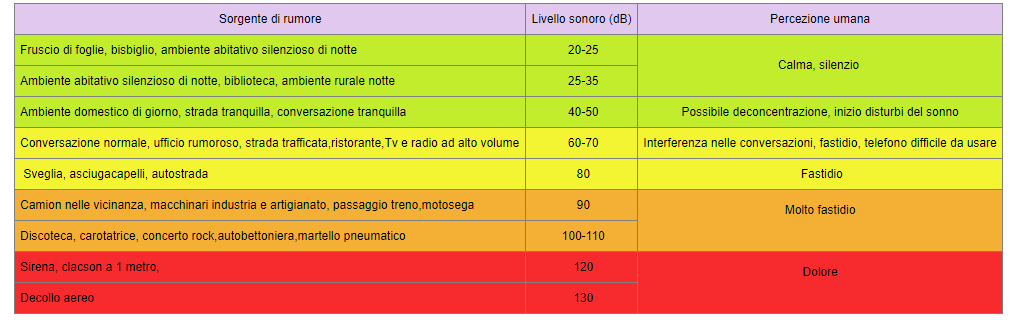 Sorgente di rumore Livello sonoro (dB) Percezione umana
Fruscio di foglie, bisbiglio, ambiente abitativo silenzioso di notte 20-25
Calma, silenzio
Ambiente abitativo silenzioso di notte, biblioteca, ambiente rurale notte 25-35
Ambiente domestico di giorno, strada tranquilla, conversazione tranquilla 40-50 Possibile deconcentrazione, inizio disturbi del sonno
Conversazione normale, ufficio rumoroso, strada trafficata,ristorante,Tv e radio ad alto volume 60-70 Interferenza nelle conversazioni, fastidio, telefono difficile da usare
Sveglia, asciugacapelli, autostrada 80 Fastidio
Camion nelle vicinanza, macchinari industria e artigianato, passaggio treno,motosega 90 Molto fastidio
Discoteca, carotatrice, concerto rock,autobettoniera,martello pneumatico 100-110
Sirena, clacson a 1 metro, 120 Dolore
Decollo aereo 130